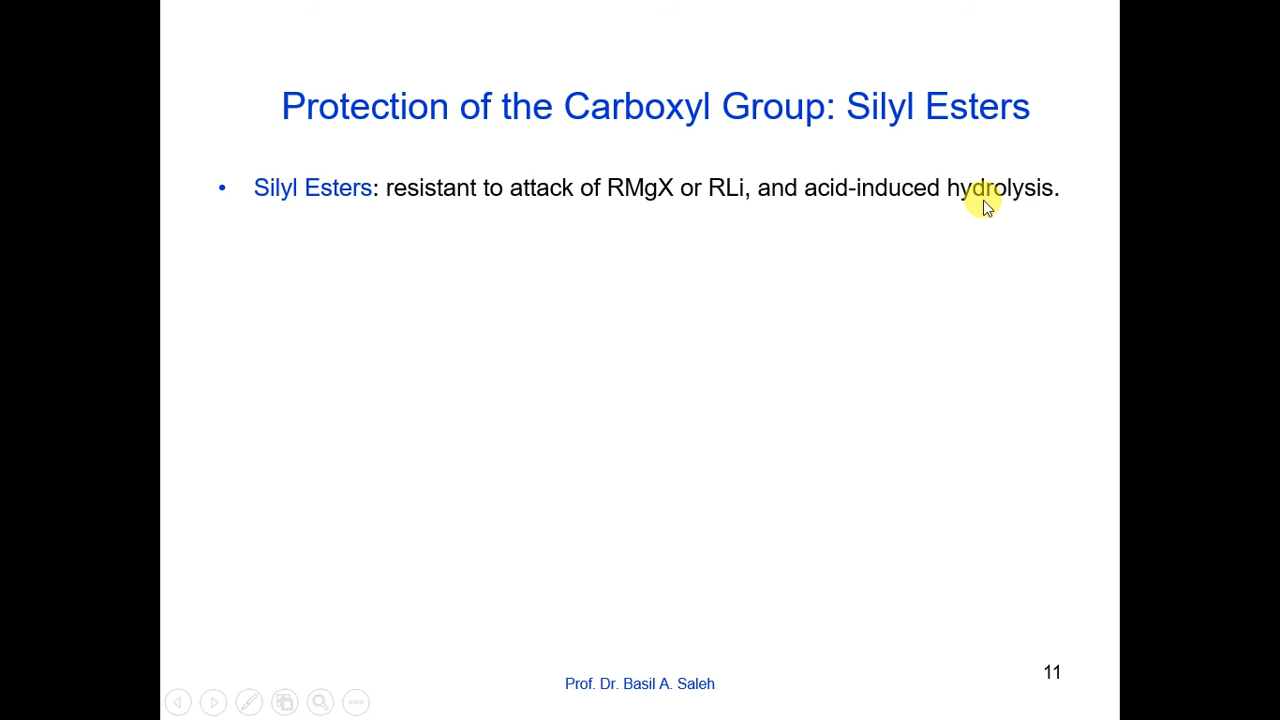 Protection of the Carboxyl Group: Silyl Esters
• Silyl Esters: resistant to attack of RMgX or RLi, and acid-induced hydrolysis.
11
Prof. Dr. Basil A. Saleh